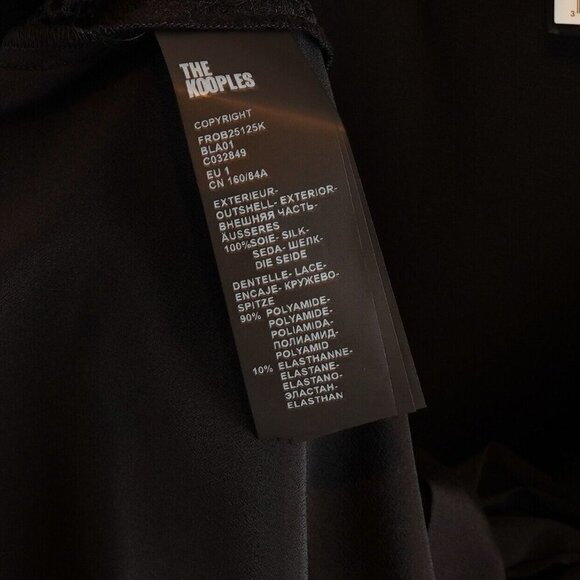 THE
KOOPLES
COPYRIGHT
FROB25125K
BLA01
C032849
EU 1
CN 160/84A
EXTERIEUR-
OUTSHELL- EXTERIOR-
ВНЕШНЯЯ ЧАСТЬ-
ÄUSSERES
100%SOIE- SILK-
SEDA- ШЕЛК-
DIE SEIDE
DENTELLE- LACE-
ENCAJE- КРУЖЕВО-
SPITZE
90% POLYAMIDE-
POLYAMIDE-
POLIAMIDA-
ПОЛИАМИД-
POLYAMID
10% ELASTHANNE-
ELASTANE-
ELASTANO-
ЭЛАСТАН-
ELASTHAN
3